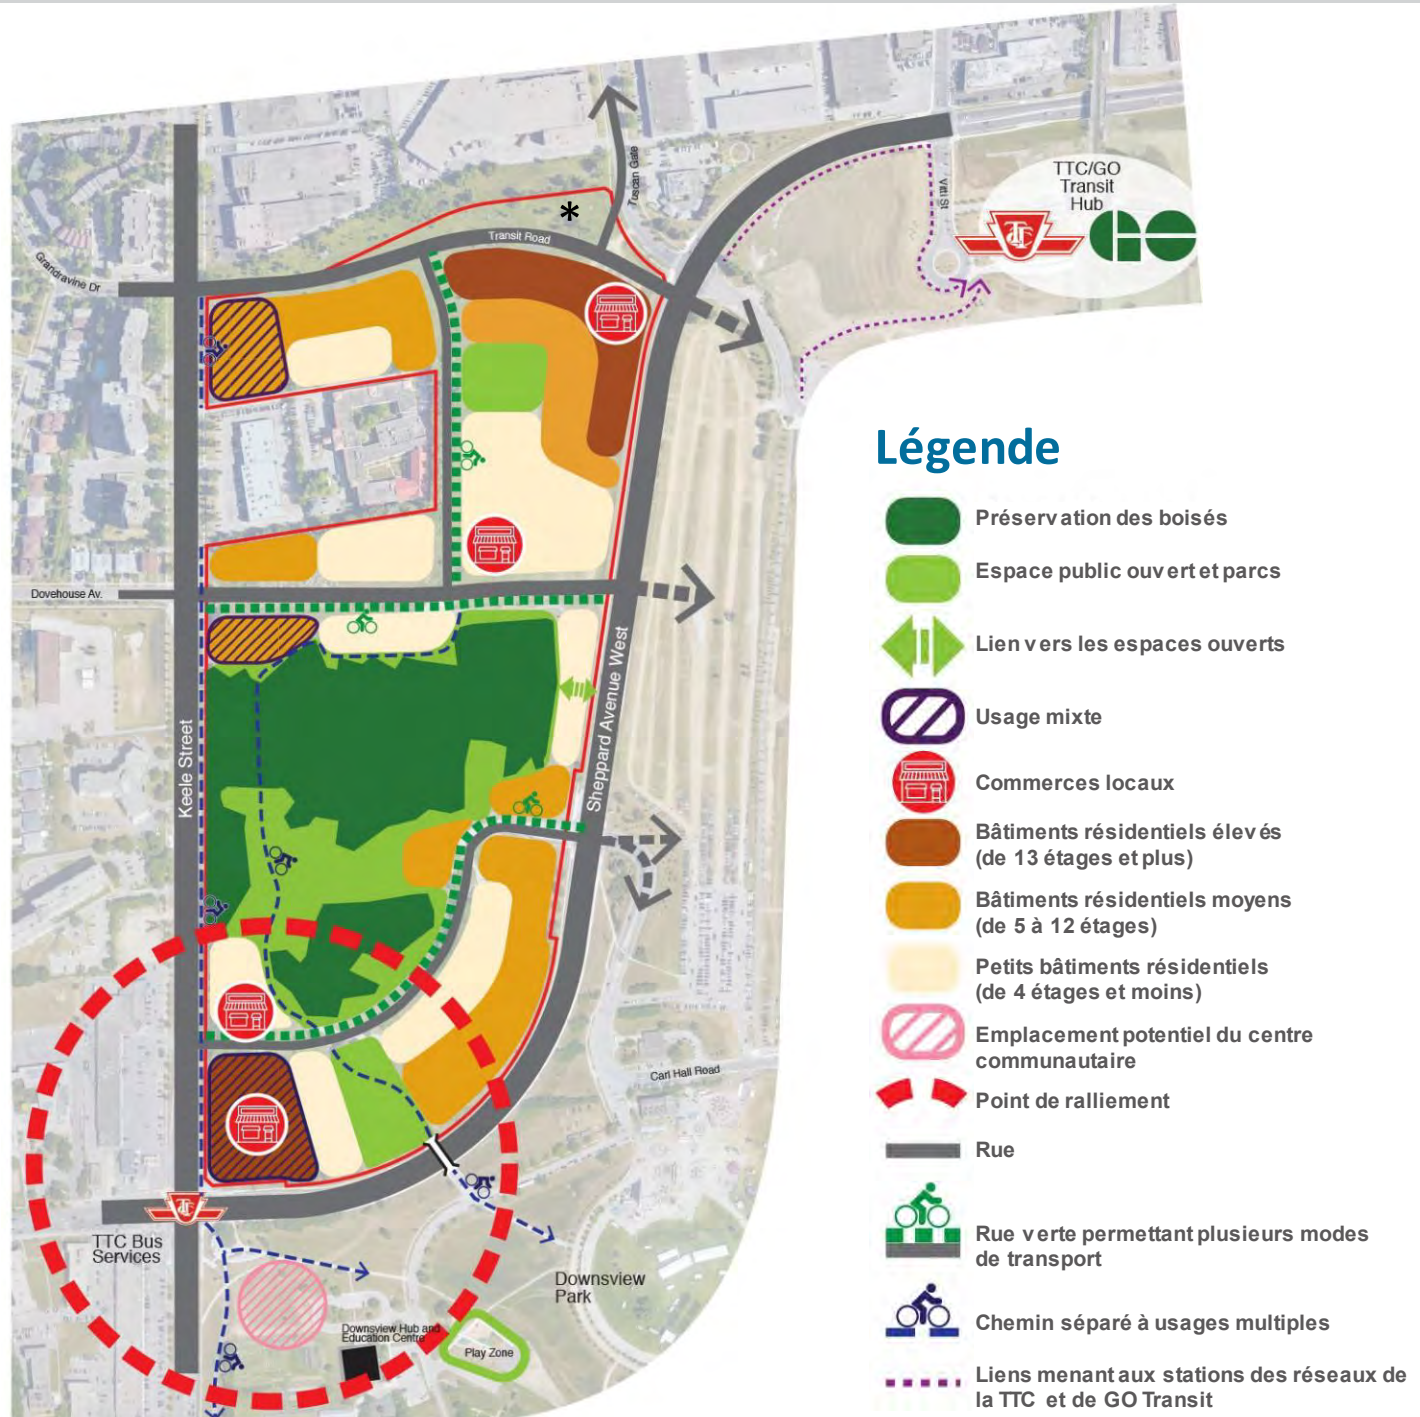 TTC/GO
Transit
Hub
TTC
GO
Vitti St
Tuscan Gate
*
Transit Road
Grandravine Dr
Dovehouse Av.
Keele Street
Sheppard Avenue West
Carl Hall Road
TTC
TTC Bus
Services
Downsview
Park
Downsview Hub and
Education Centre
Play Zone
Légende
Préservation des boisés
Espace public ouvert et parcs
Lien vers les espaces ouverts
Usage mixte
Commerces locaux
Bâtiments résidentiels élevés
(de 13 étages et plus)
Bâtiments résidentiels moyens
(de 5 à 12 étages)
Petits bâtiments résidentiels
(de 4 étages et moins)
Emplacement potentiel du centre
communautaire
Point de ralliement
Rue
Rue verte permettant plusieurs modes
de transport
Chemin séparé à usages multiples
Liens menant aux stations des réseaux de
la TTC et de GO Transit